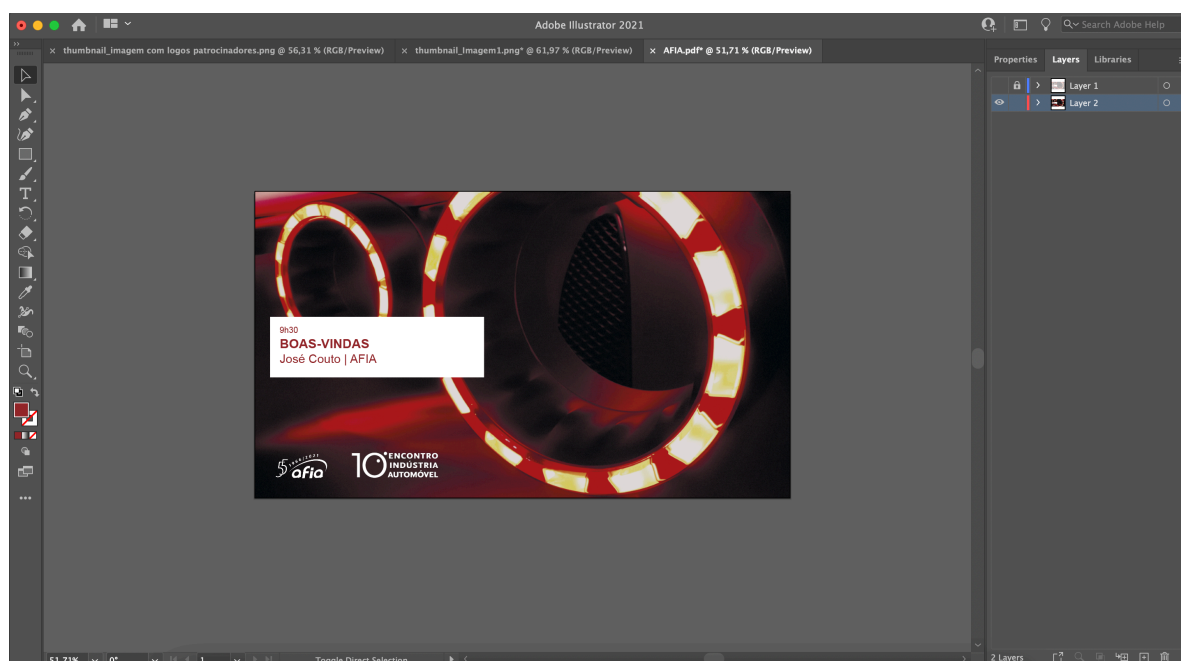 Adobe Illustrator 2021
Search Adobe Help
thumbnail_imagem com logos patrocinadores.png @ 56,31 % (RGB/Preview)
thumbnail_Imagem1.png* @ 61,97 % (RGB/Preview)
AFIA.pdf* @ 51,71 % (RGB/Preview)
Properties
Layers
Libraries
Layer 1
Layer 2
9h30
BOAS-VINDAS
José Couto | AFIA
55 afia
10º ENCONTRO
INDÚSTRIA
AUTOMÓVEL
51,71%
0°
1
Toggle Direct Selection
2 Layers